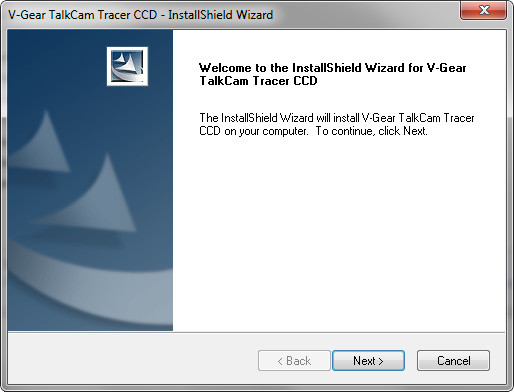 V-Gear TalkCam Tracer CCD - InstallShield Wizard
Welcome to the InstallShield Wizard for V-Gear
TalkCam Tracer CCD
The InstallShield Wizard will install V-Gear TalkCam Tracer
CCD on your computer.  To continue, click Next.
< Back
Next >
Cancel